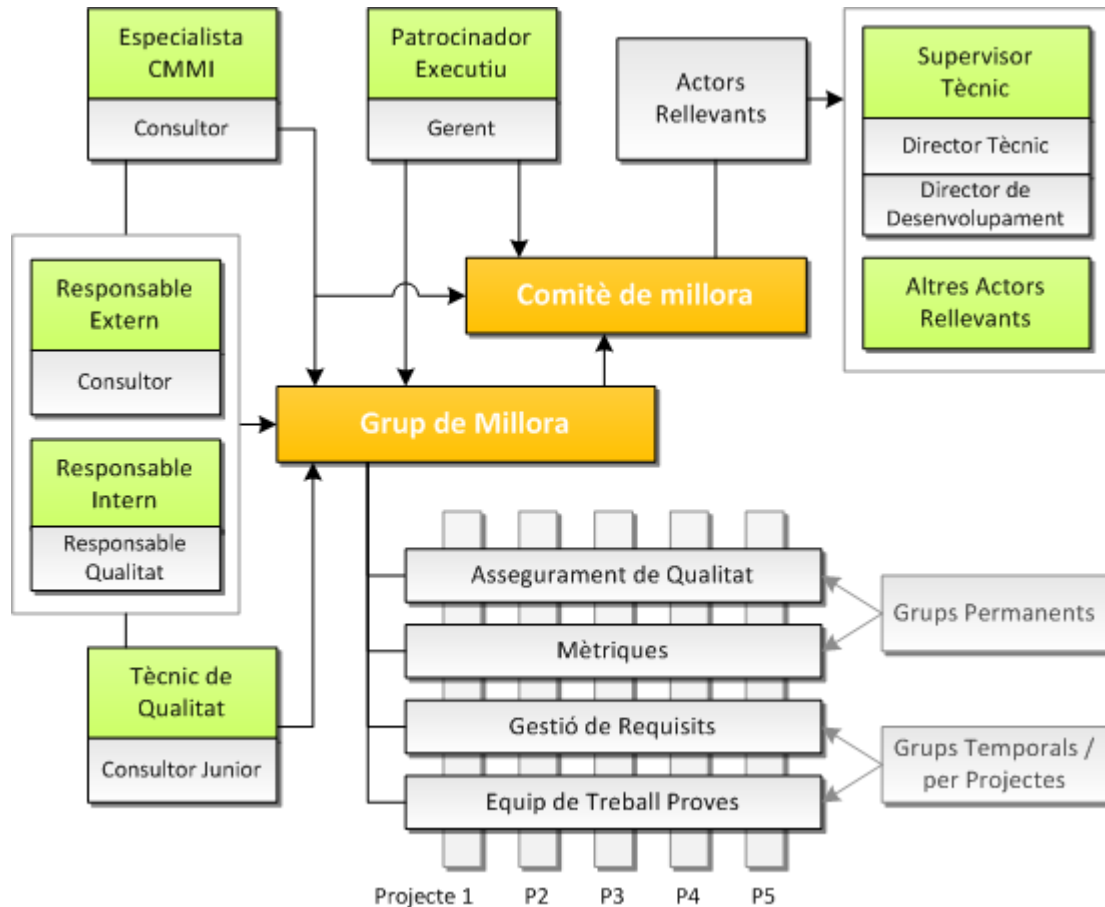 Especialista
CMMI
Consultor
Patrocinador
Executiu
Gerent
Actors
Rellevants
Supervisor
Tècnic
Director Tècnic
Director de
Desenvolupament
Altres Actors
Rellevants
Responsable
Extern
Consultor
Responsable
Intern
Responsable
Qualitat
Comitè de millora
Grup de Millora
Tècnic de
Qualitat
Consultor Junior
Assegurament de Qualitat
Mètriques
Gestió de Requisits
Equip de Treball Proves
Grups Permanents
Grups Temporals /
per Projectes
Projecte 1
P2
P3
P4
P5